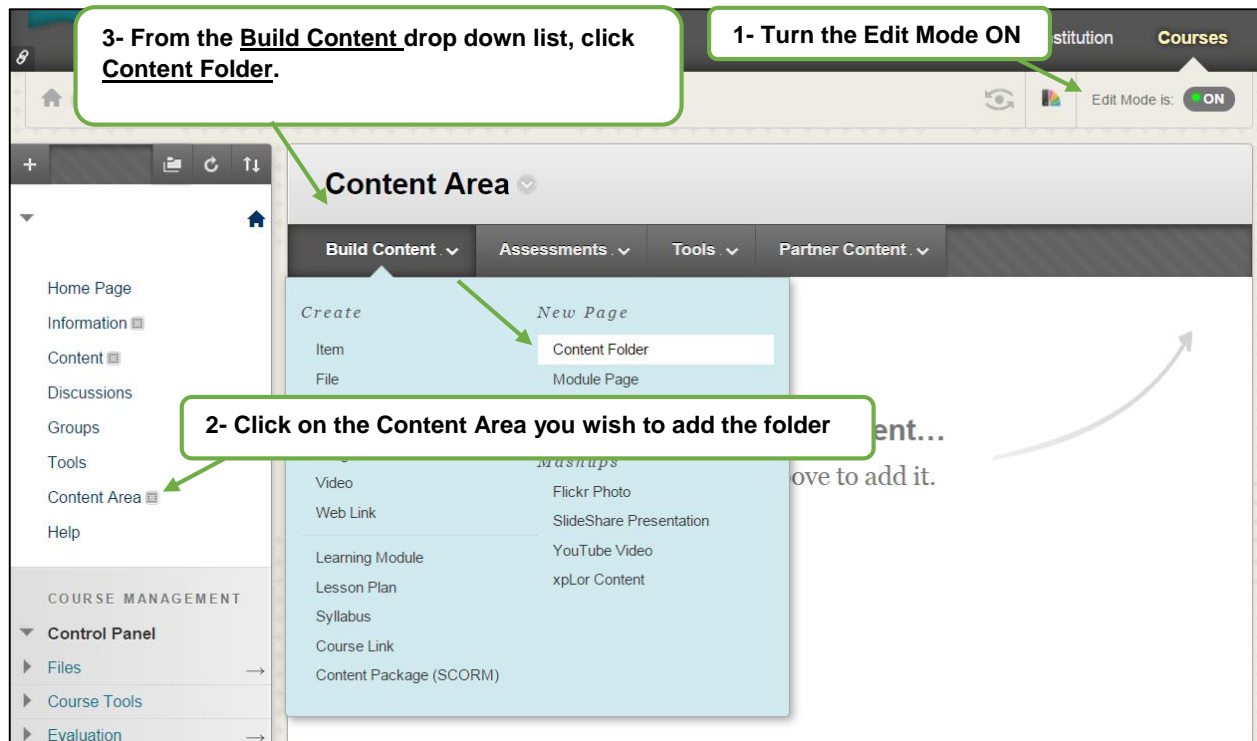 3- From the Build Content drop down list, click
Content Folder.
1- Turn the Edit Mode ON
Courses
Edit Mode is: ON
Content Area
Build Content
Assessments
Tools
Partner Content
Home Page
Information
Content
Discussions
Groups
Tools
Content Area
Help
COURSE MANAGEMENT
Control Panel
Files
Course Tools
Evaluation
Create
Item
File
2- Click on the Content Area you wish to add the folder
Video
Web Link
Learning Module
Lesson Plan
Syllabus
Course Link
Content Package (SCORM)
New Page
Content Folder
Module Page
Mashups
Flickr Photo
SlideShare Presentation
YouTube Video
xpLor Content
to add it.